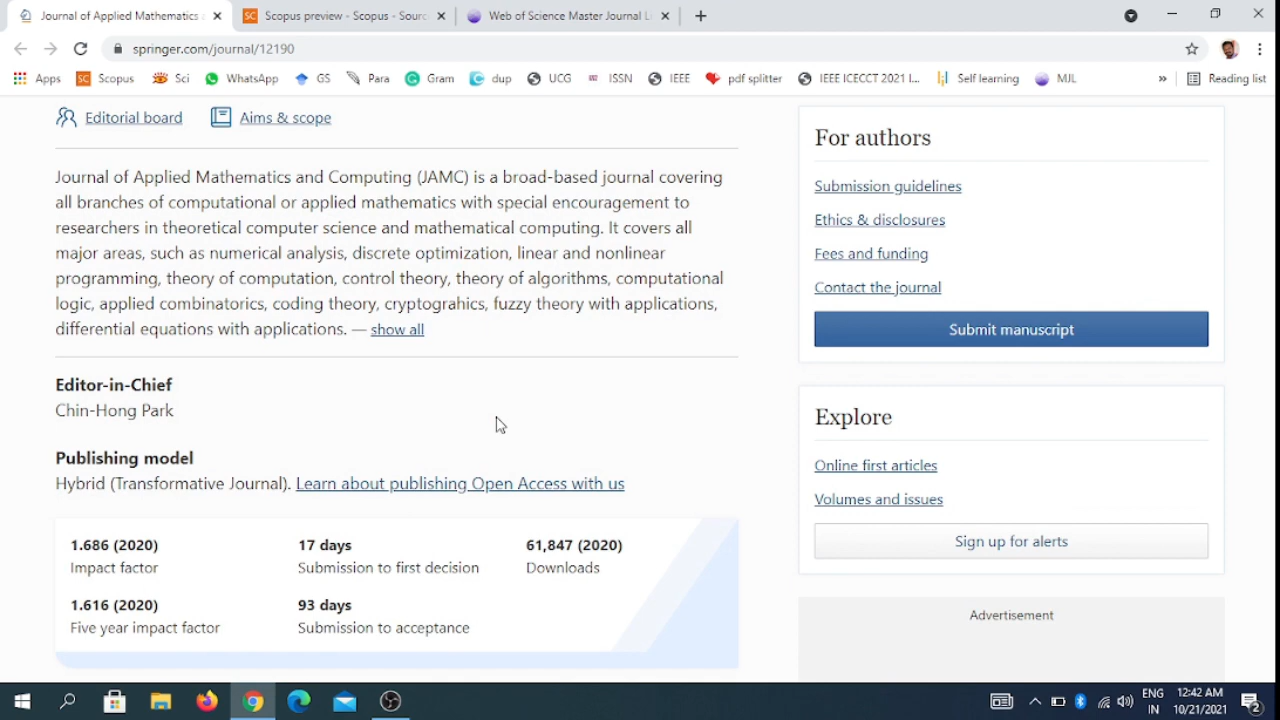 Journal of Applied Mathematics a
Scopus preview - Scopus - Sourc
Web of Science Master Journal L
springer.com/journal/12190
Apps
SC Scopus
Sci
WhatsApp
GS
Para
Gram
dup
UCG
ISSN
IEEE
pdf splitter
IEEE ICECCT 2021 I...
Self learning
MJL
»
Reading list
Editorial board
Aims & scope
Journal of Applied Mathematics and Computing (JAMC) is a broad-based journal covering
all branches of computational or applied mathematics with special encouragement to
researchers in theoretical computer science and mathematical computing. It covers all
major areas, such as numerical analysis, discrete optimization, linear and nonlinear
programming, theory of computation, control theory, theory of algorithms, computational
logic, applied combinatorics, coding theory, cryptograhics, fuzzy theory with applications,
differential equations with applications. — show all
Editor-in-Chief
Chin-Hong Park
Publishing model
Hybrid (Transformative Journal). Learn about publishing Open Access with us
1.686 (2020)
Impact factor
17 days
Submission to first decision
61,847 (2020)
Downloads
1.616 (2020)
Five year impact factor
93 days
Submission to acceptance
For authors
Submission guidelines
Ethics & disclosures
Fees and funding
Contact the journal
Submit manuscript
Explore
Online first articles
Volumes and issues
Sign up for alerts
Advertisement
ENG
IN
12:42 AM
10/21/2021
2